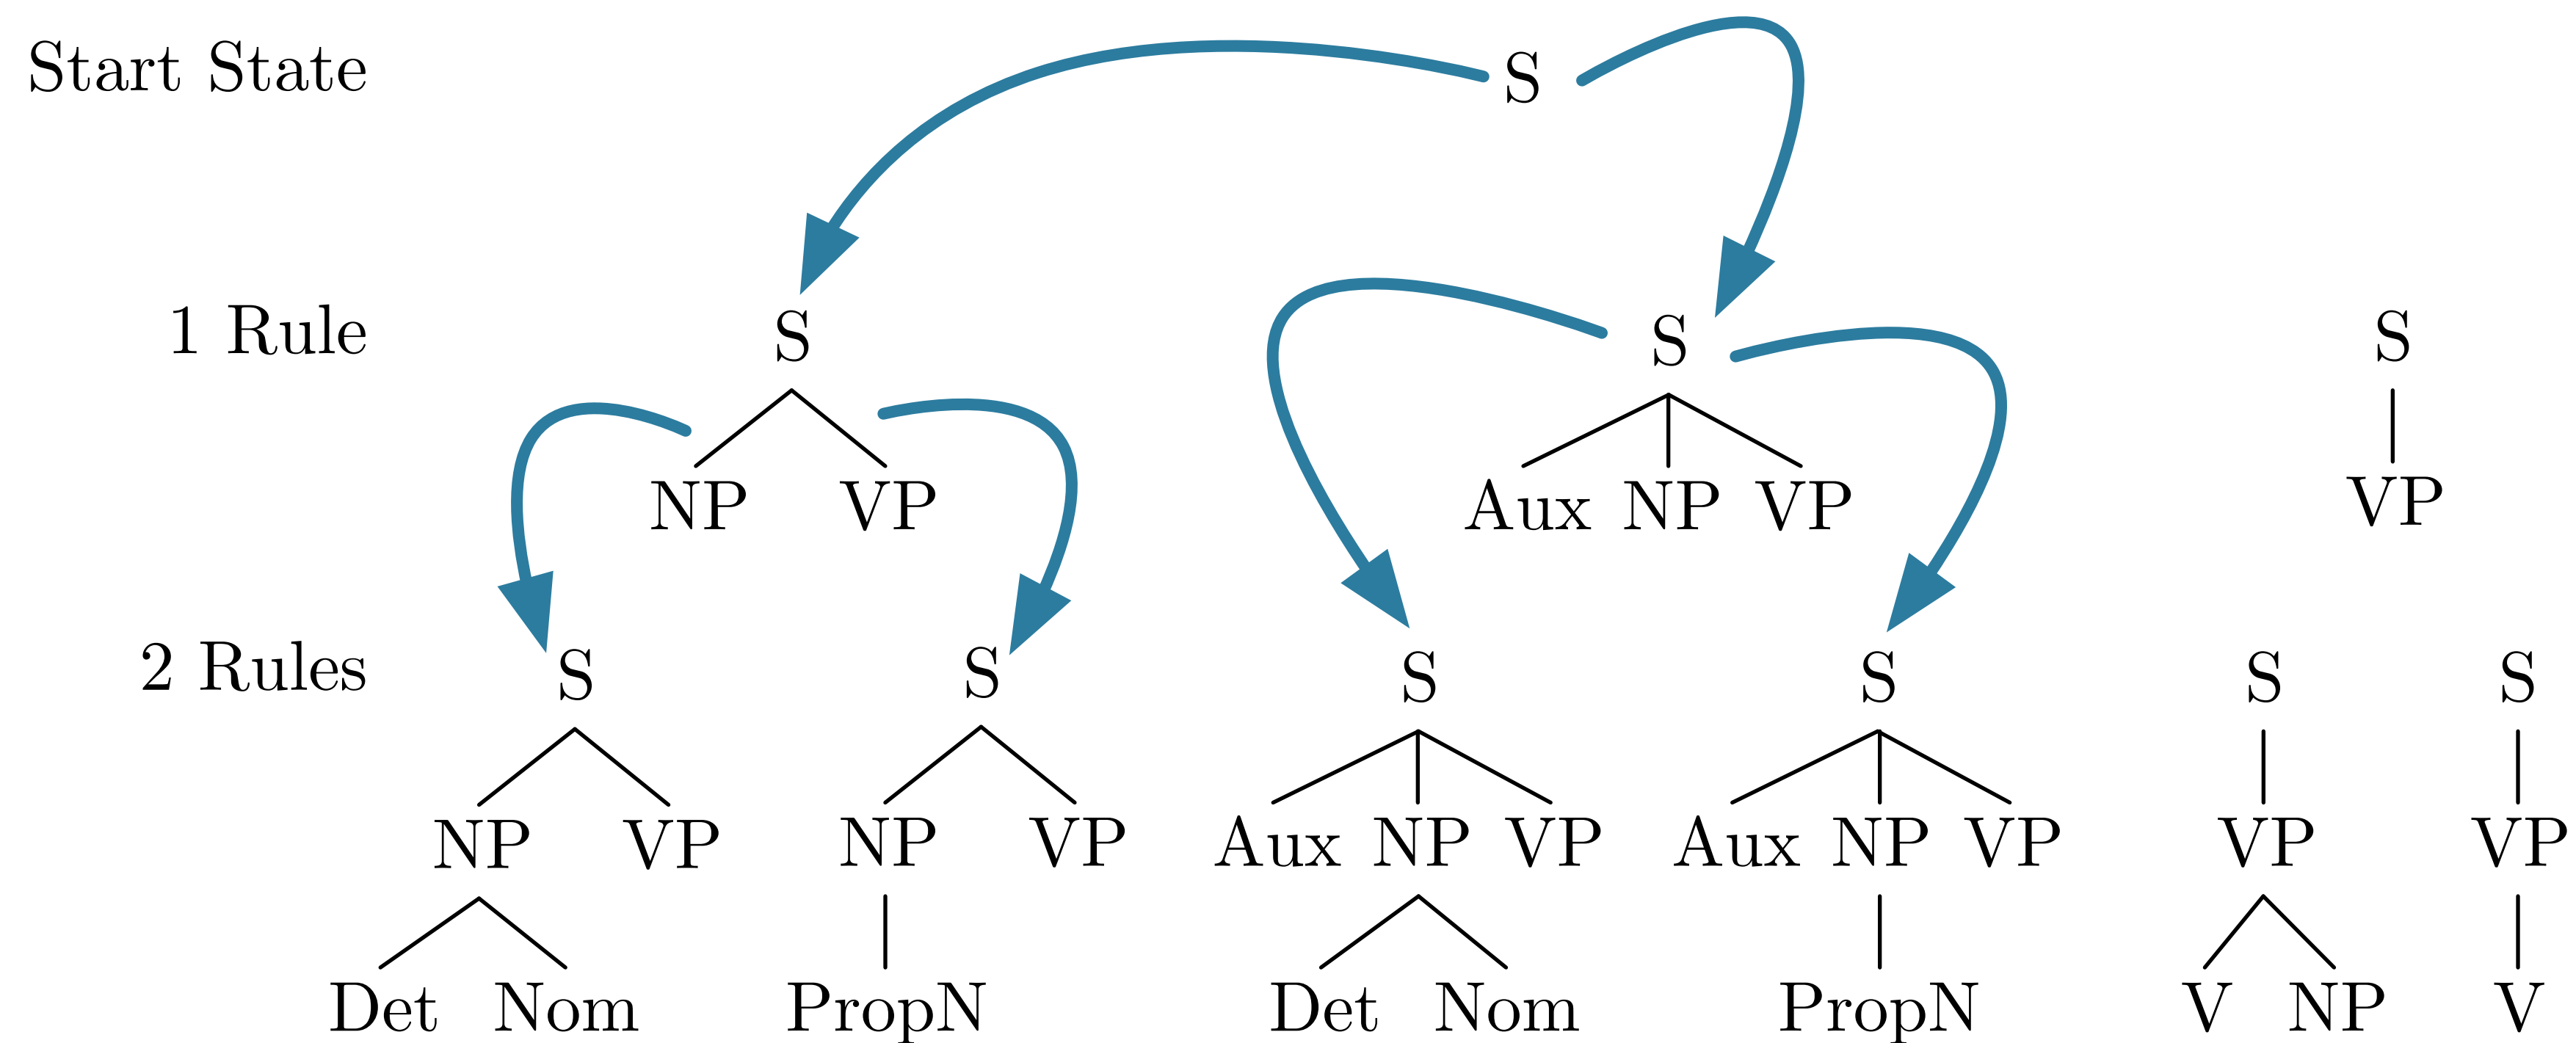 Start State S
1 Rule S S S
NP VP Aux NP VP VP
2 Rules S S S S S S
NP VP NP VP Aux NP VP Aux NP VP VP VP
Det Nom PropN Det Nom PropN V NP V